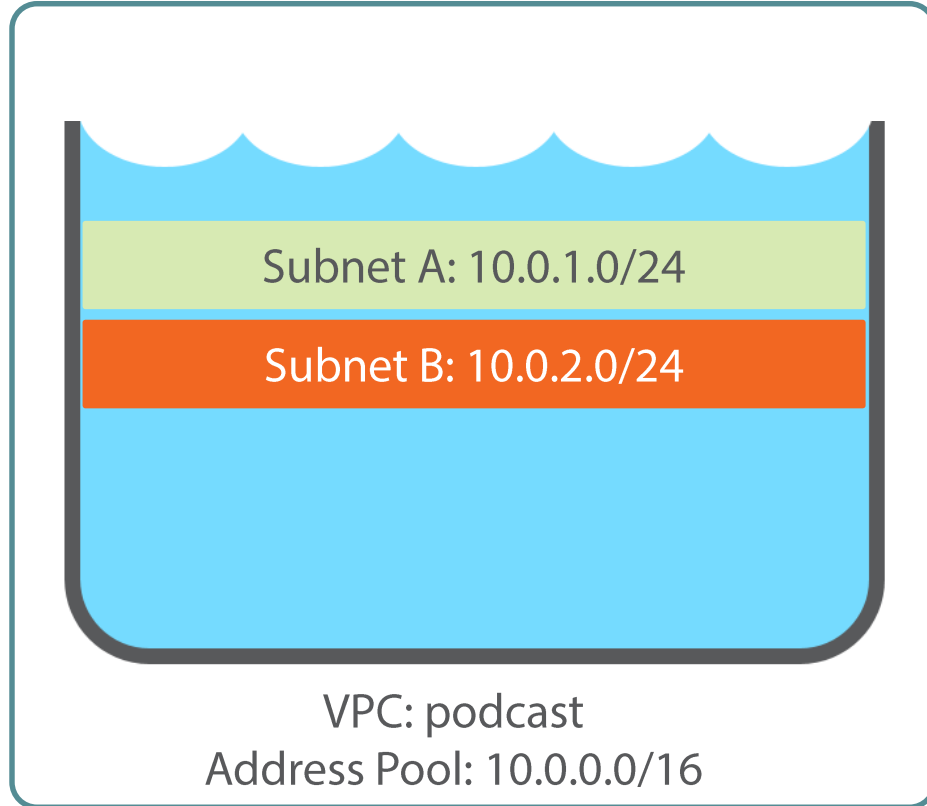 Subnet A: 10.0.1.0/24
Subnet B: 10.0.2.0/24
VPC: podcast
Address Pool: 10.0.0.0/16